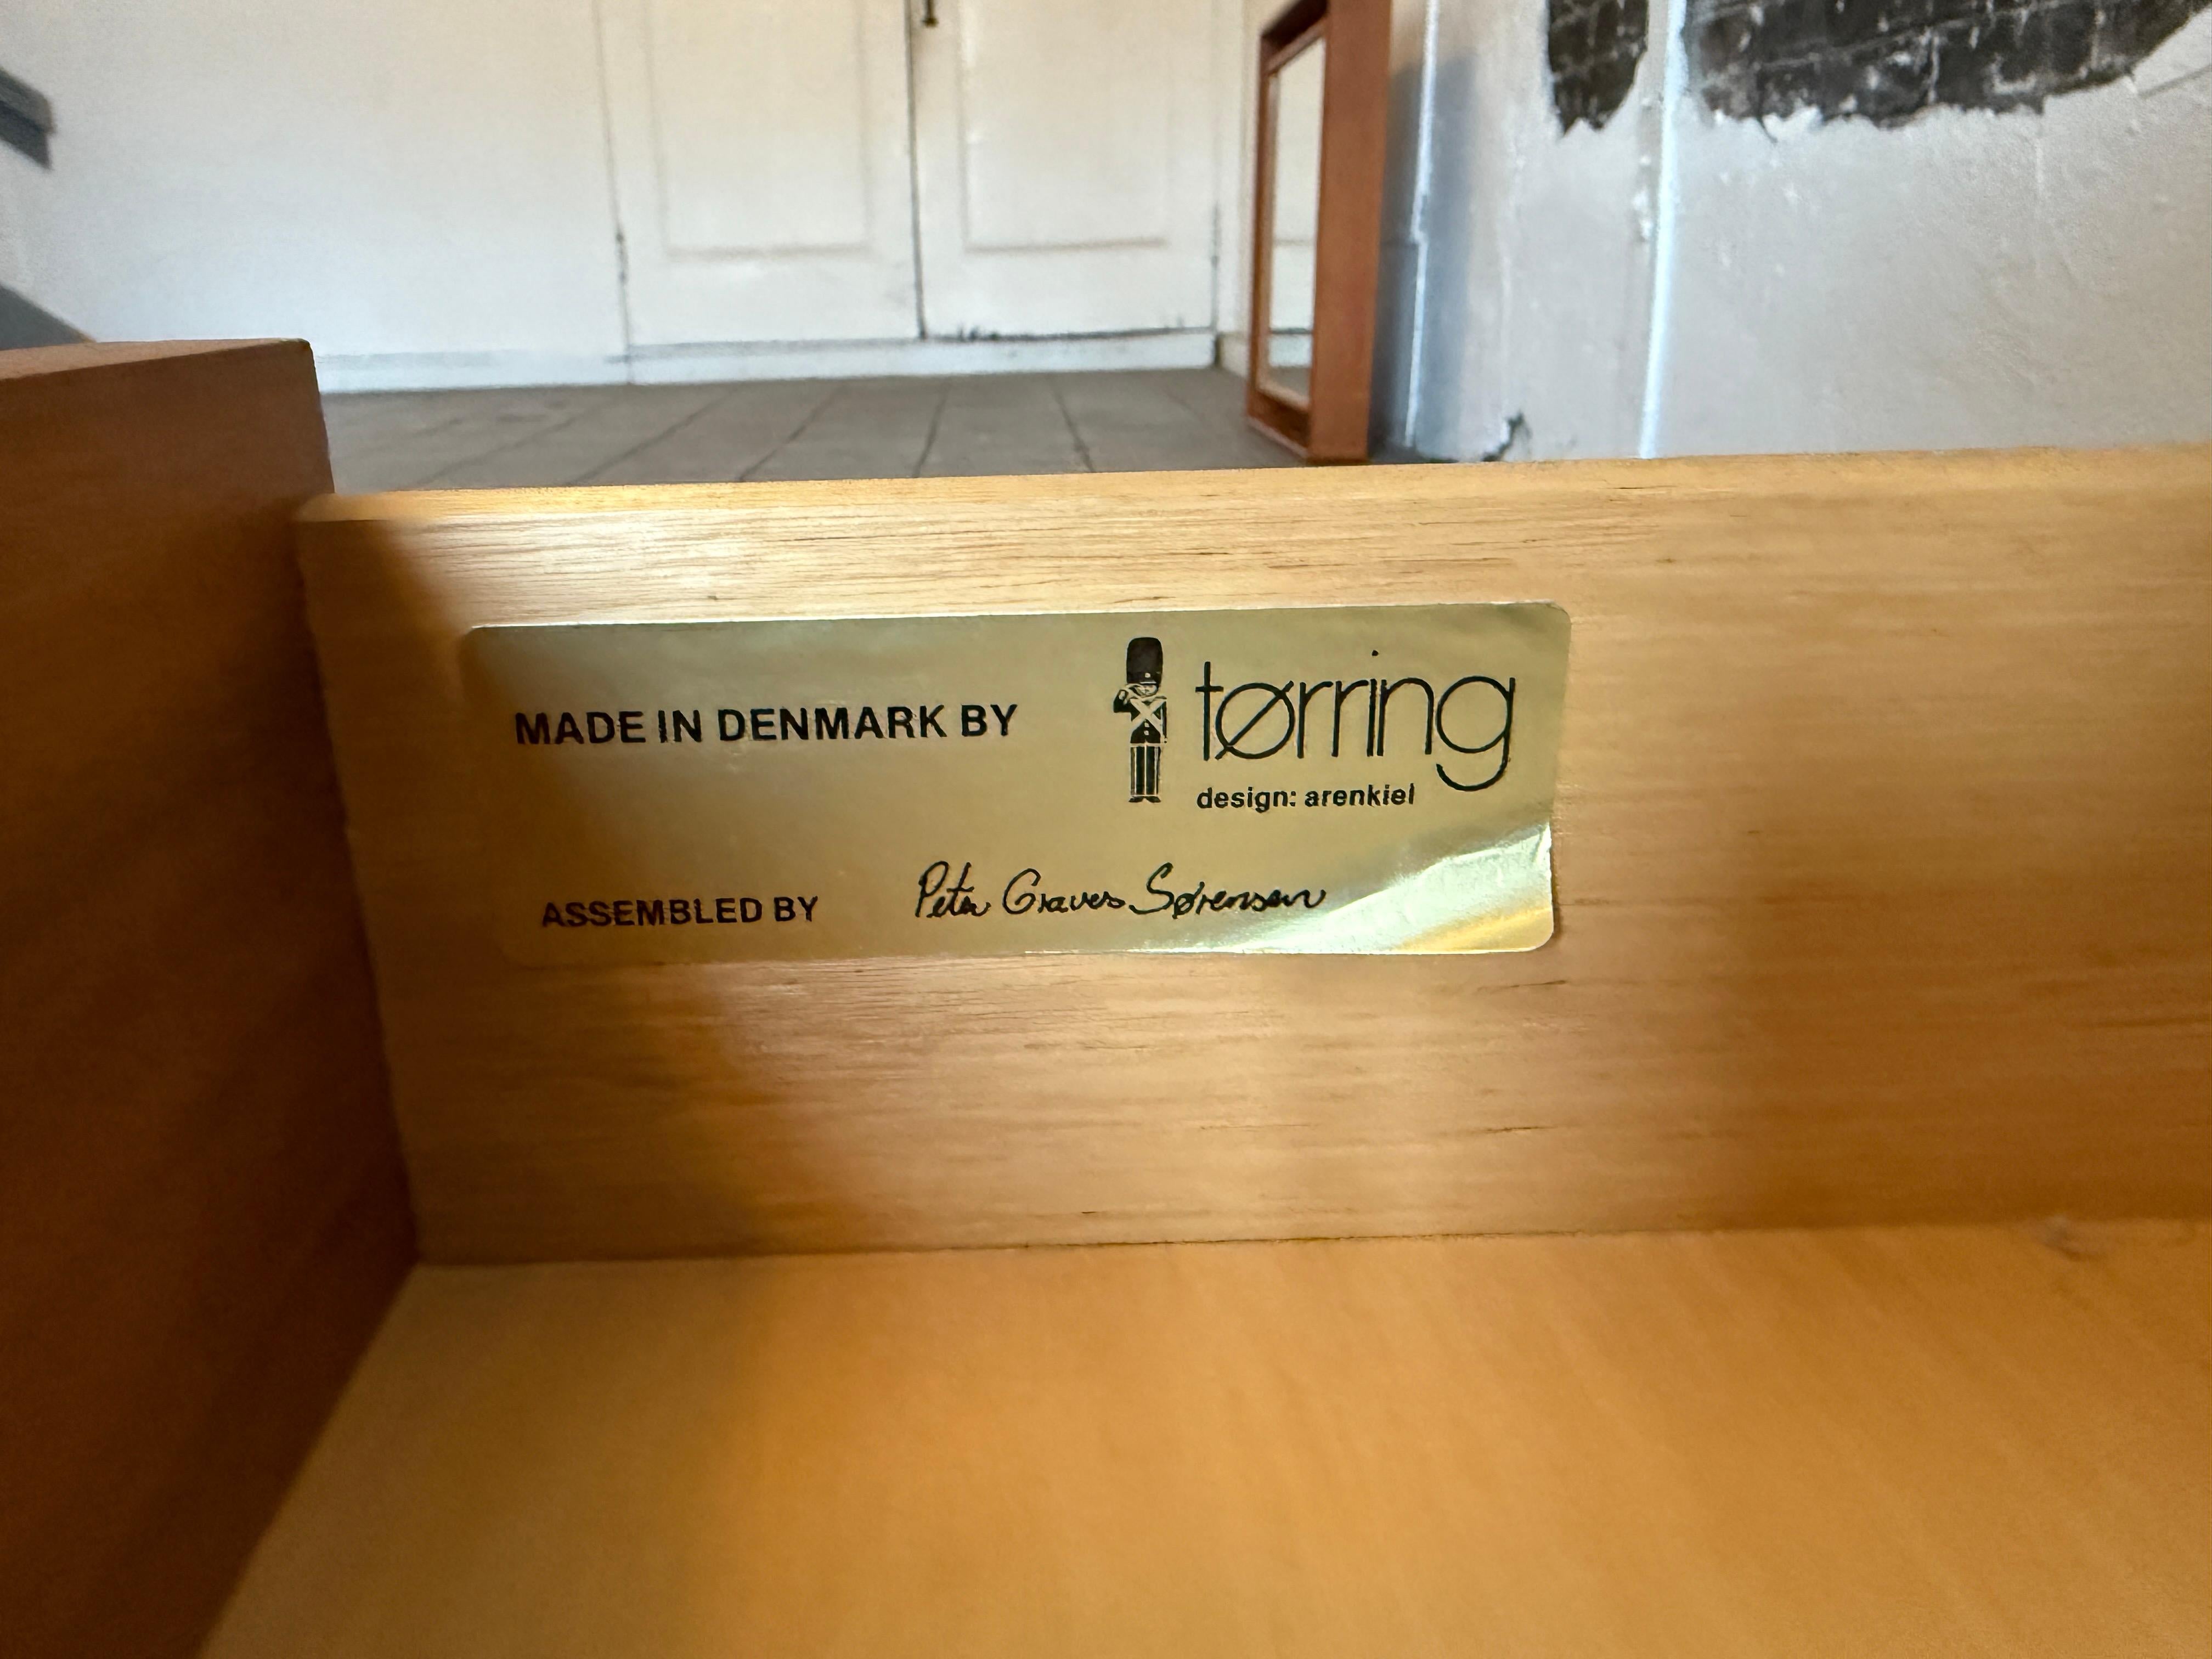 MADE IN DENMARK BY
tørring
design: arenkiel
ASSEMBLED BY Peter Graves Sørensen